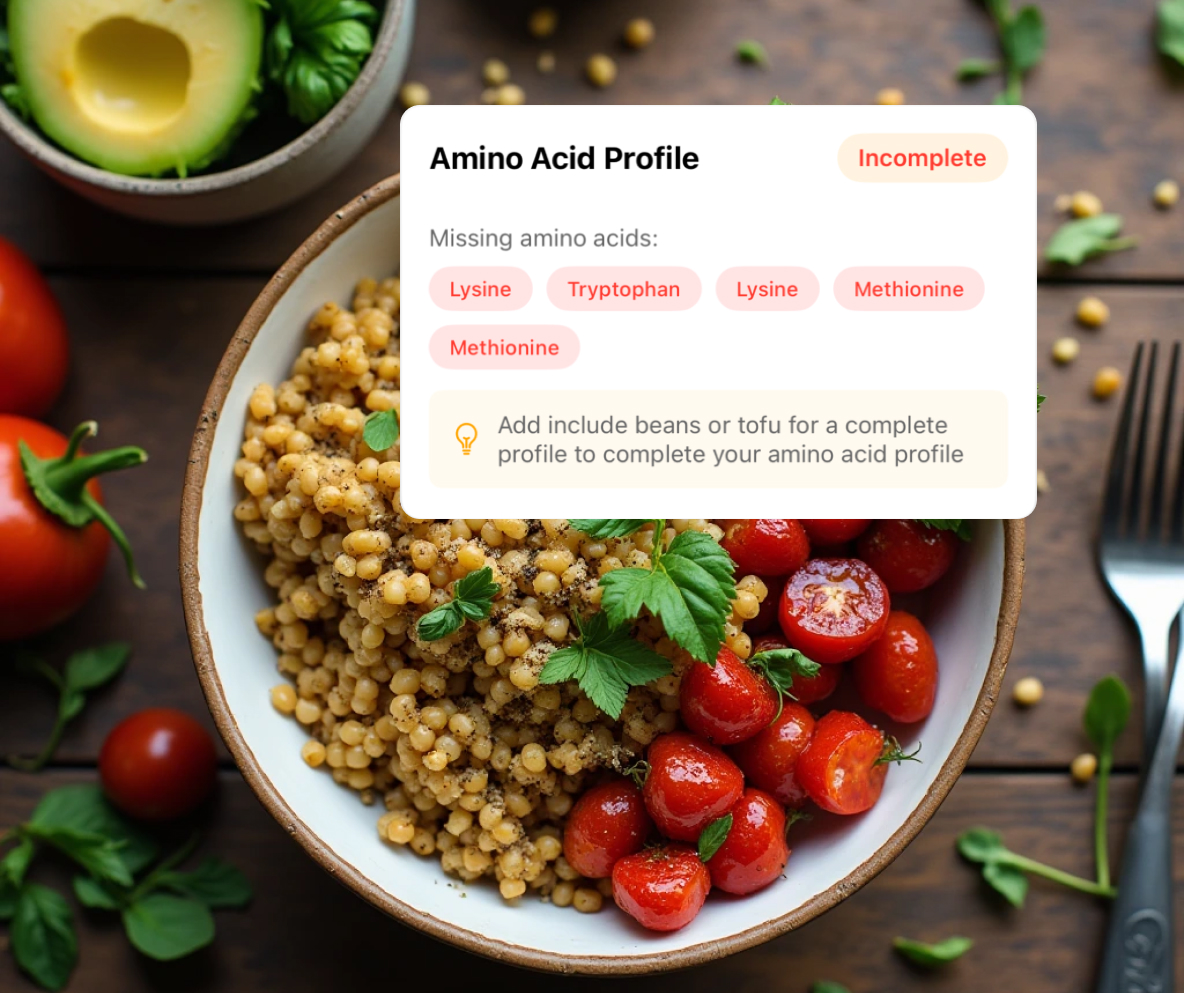 Amino Acid Profile
Incomplete
Missing amino acids:
Lysine Tryptophan Lysine Methionine
Methionine
Add include beans or tofu for a complete
profile to complete your amino acid profile